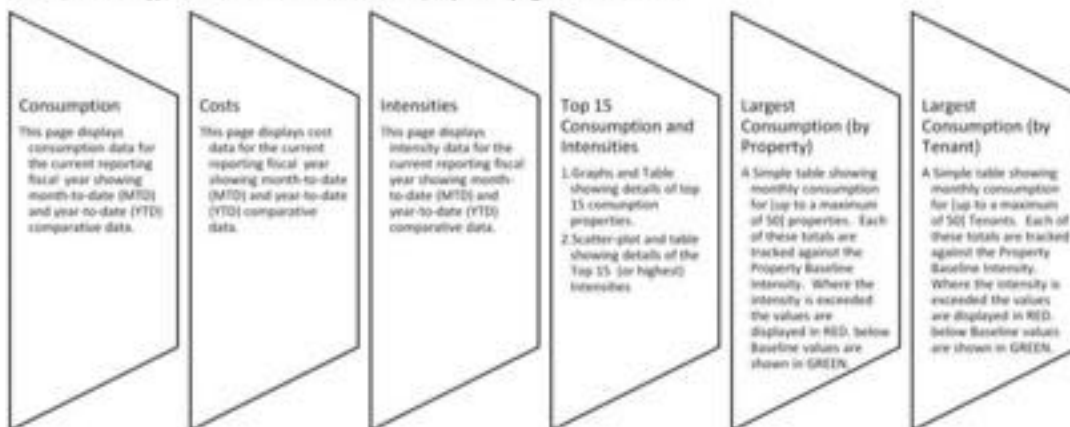 Consumption
This page displays
consumption data for
the current reporting
fiscal year showing
month-to-date (MTD)
and year-to-date (YTD)
comparative data.
Costs
This page displays cost
data for the current
reporting fiscal year
showing month-to-date
(MTD) and year-to-date
(YTD) comparative
data.
Intensities
This page displays
intensity data for the
current reporting fiscal
year showing month-
to-date (MTD) and
year-to-date (YTD)
comparative data.
Top 15
Consumption and
Intensities
1.Graphs and Table
showing details of top
15 comumption
properties.
2.Scatter-plot and table
showing details of the
Top 15 (or highest)
Intensities
Largest
Consumption (by
Property)
A Simple table showing
monthly consumption
for [up to a maximum
of 50] properties. Each
of these totals are
tracked against the
Property Baseline
Intensity. Where the
intensity is exceeded
the values are
displayed in RED. below
Baseline values are
shown in GREEN.
Largest
Consumption (by
Tenant)
A Simple table showing
monthly consumption
for [up to a maximum
of 50] Tenants. Each of
these totals are tracked
against the Property
Baseline Intensity.
Where the intensity is
exceeded the values
are displayed in RED.
below Baseline values
are shown in GREEN.